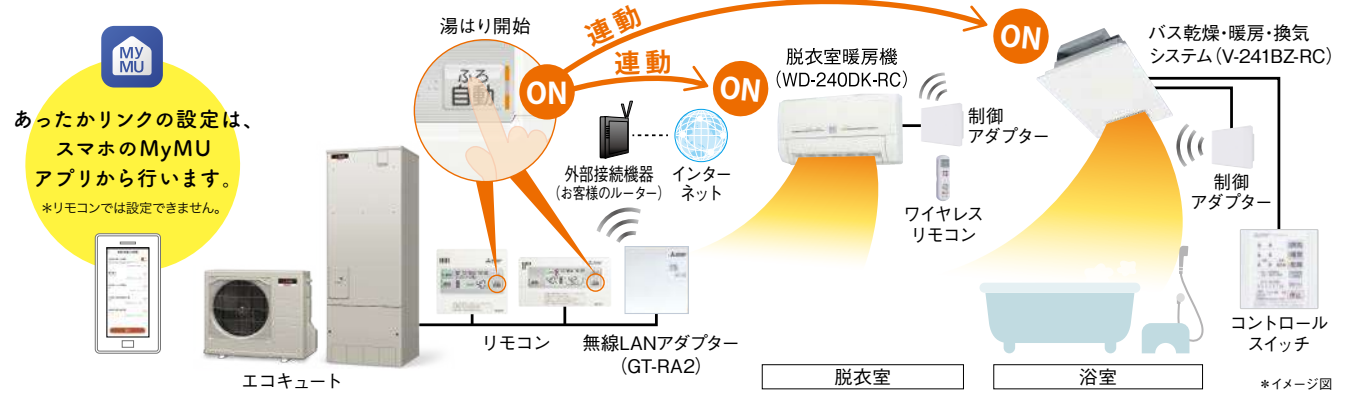 MY
MU
あったかリンクの設定は、
スマホのMyMU
アプリから行います。
*リモコンでは設定できません。
エコキュート
湯はり開始
ふろ
自動
ON
連動
連動
ON
ON
外部接続機器
(お客様のルーター)
インター
ネット
リモコン
無線LANアダプター
(GT-RA2)
脱衣室暖房機
(WD-240DK-RC)
制御
アダプター
ワイヤレス
リモコン
脱衣室
バス乾燥・暖房・換気
システム(V-241BZ-RC)
制御
アダプター
コントロール
スイッチ
浴室
*イメージ図